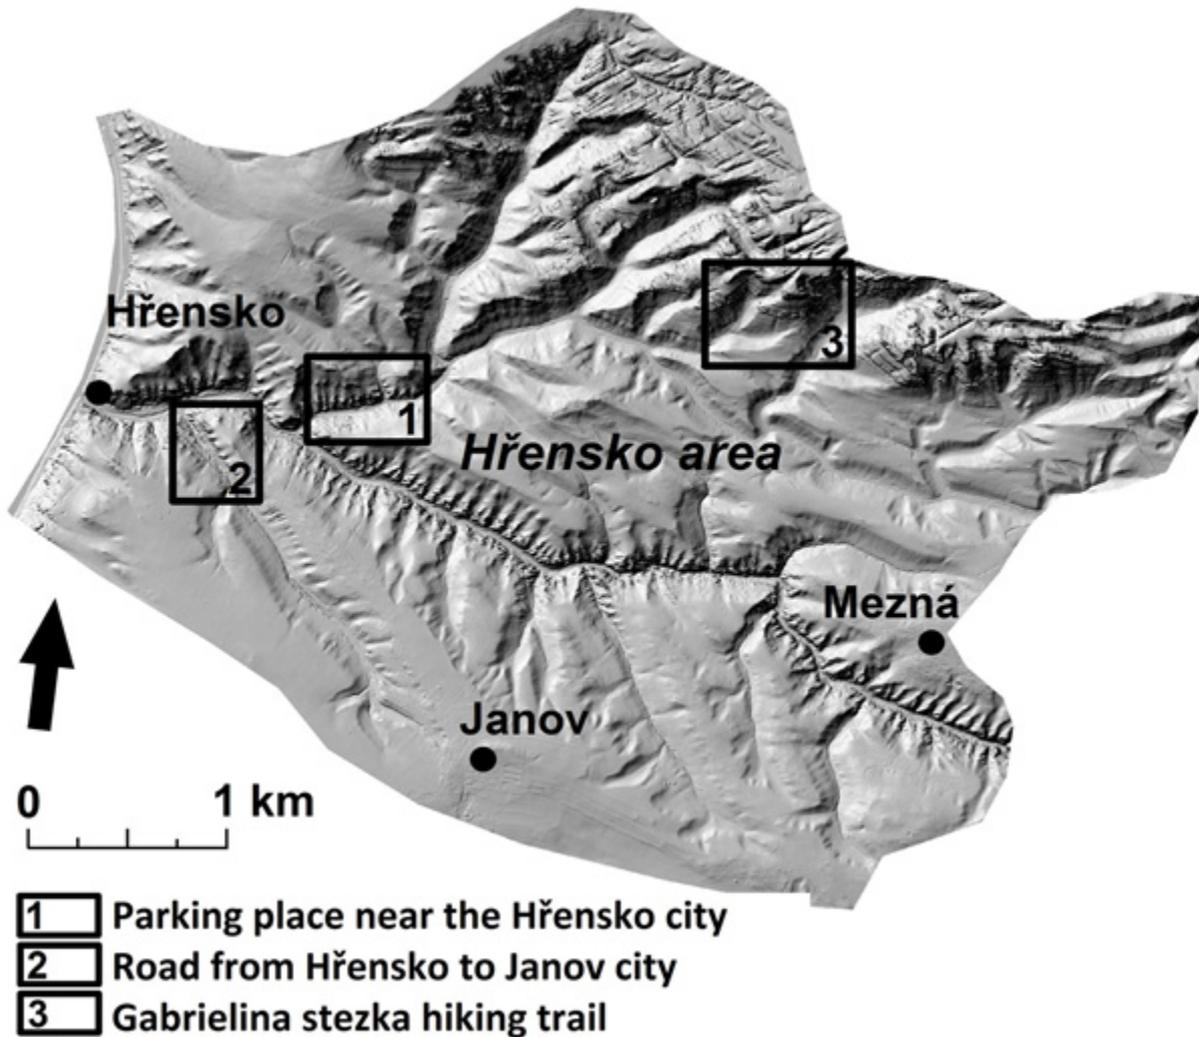 Hřensko
3
1
Hřensko area
2
Mezná
Janov
0 1 km
1 Parking place near the Hřensko city
2 Road from Hřensko to Janov city
3 Gabrielina stezka hiking trail